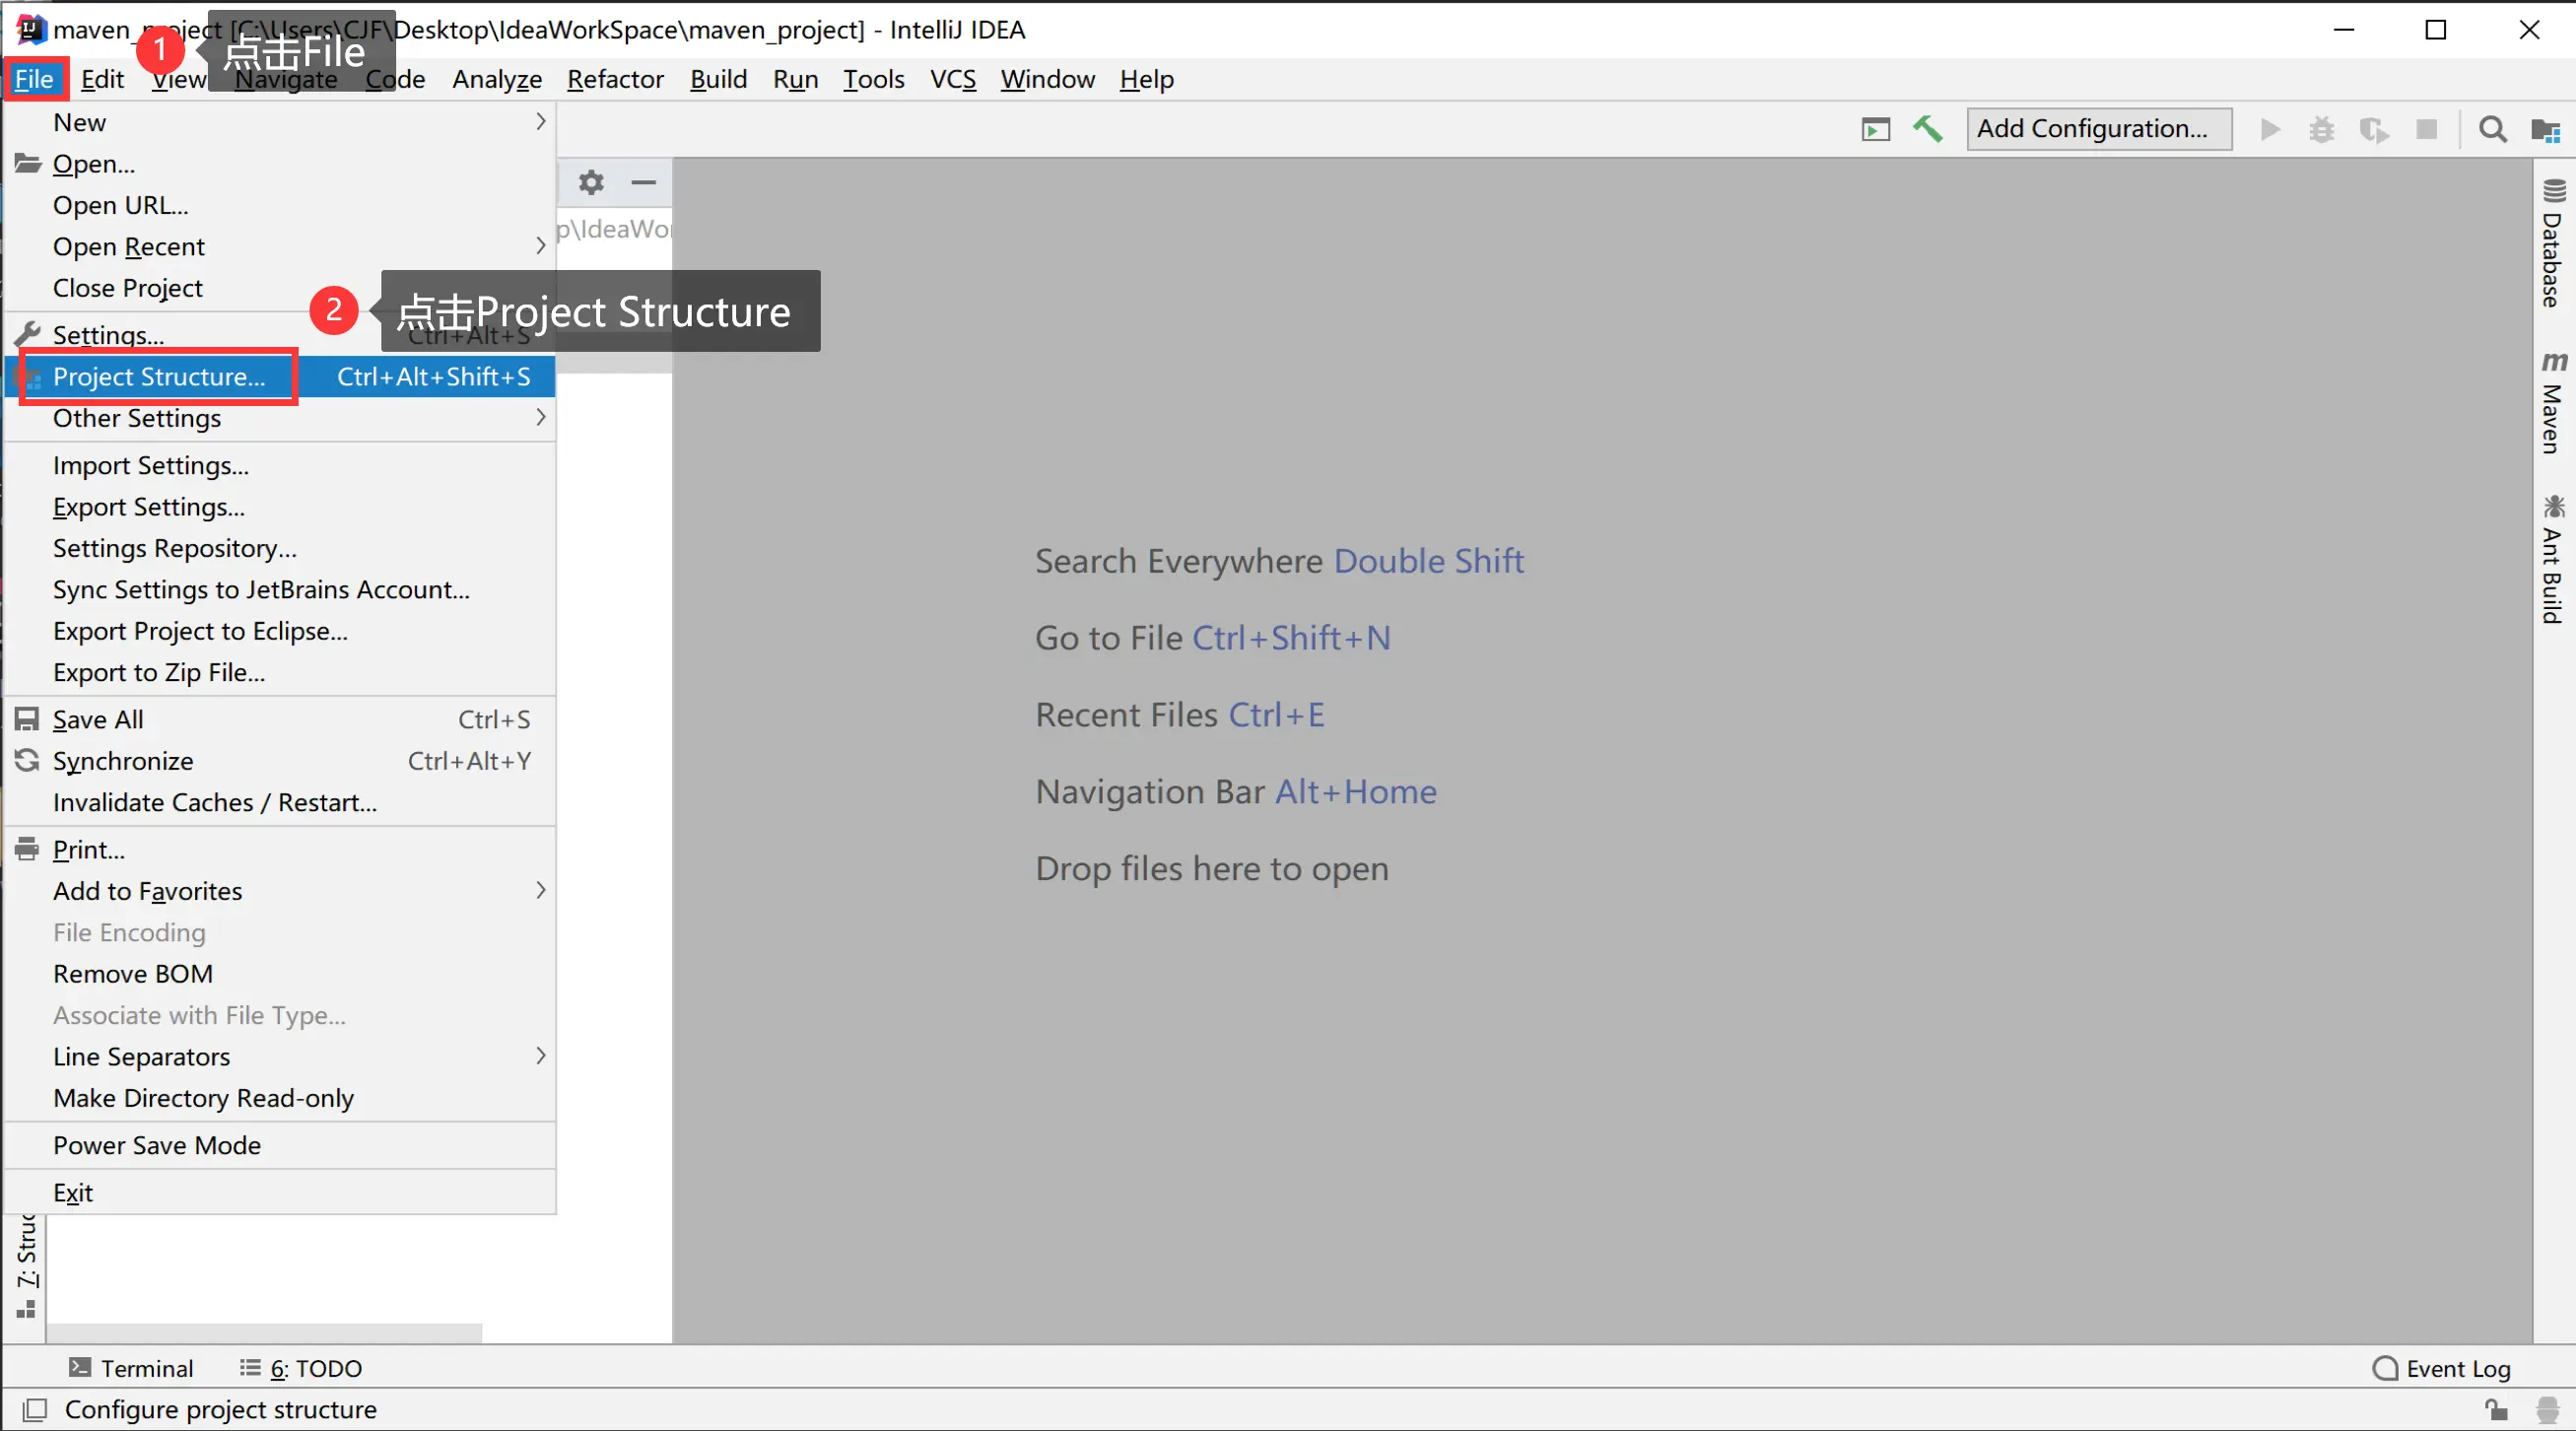 maven_project [C:\Users\CJF\Desktop\IdeaWorkSpace\maven_project] - IntelliJ IDEA
1 点击File
File Edit View Navigate Code Analyze Refactor Build Run Tools VCS Window Help
Add Configuration...
New
Open...
Open URL...
Open Recent
Close Project
p\IdeaWor
2 点击Project Structure
Settings... Ctrl+Alt+S
Project Structure... Ctrl+Alt+Shift+S
Other Settings
Import Settings...
Export Settings...
Settings Repository...
Sync Settings to JetBrains Account...
Export Project to Eclipse...
Export to Zip File...
Save All Ctrl+S
Synchronize Ctrl+Alt+Y
Invalidate Caches / Restart...
Print...
Add to Favorites
File Encoding
Remove BOM
Associate with File Type...
Line Separators
Make Directory Read-only
Power Save Mode
Exit
Search Everywhere Double Shift
Go to File Ctrl+Shift+N
Recent Files Ctrl+E
Navigation Bar Alt+Home
Drop files here to open
Database
m Maven
Ant Build
7: Struc
Terminal
6: TODO
Event Log
Configure project structure